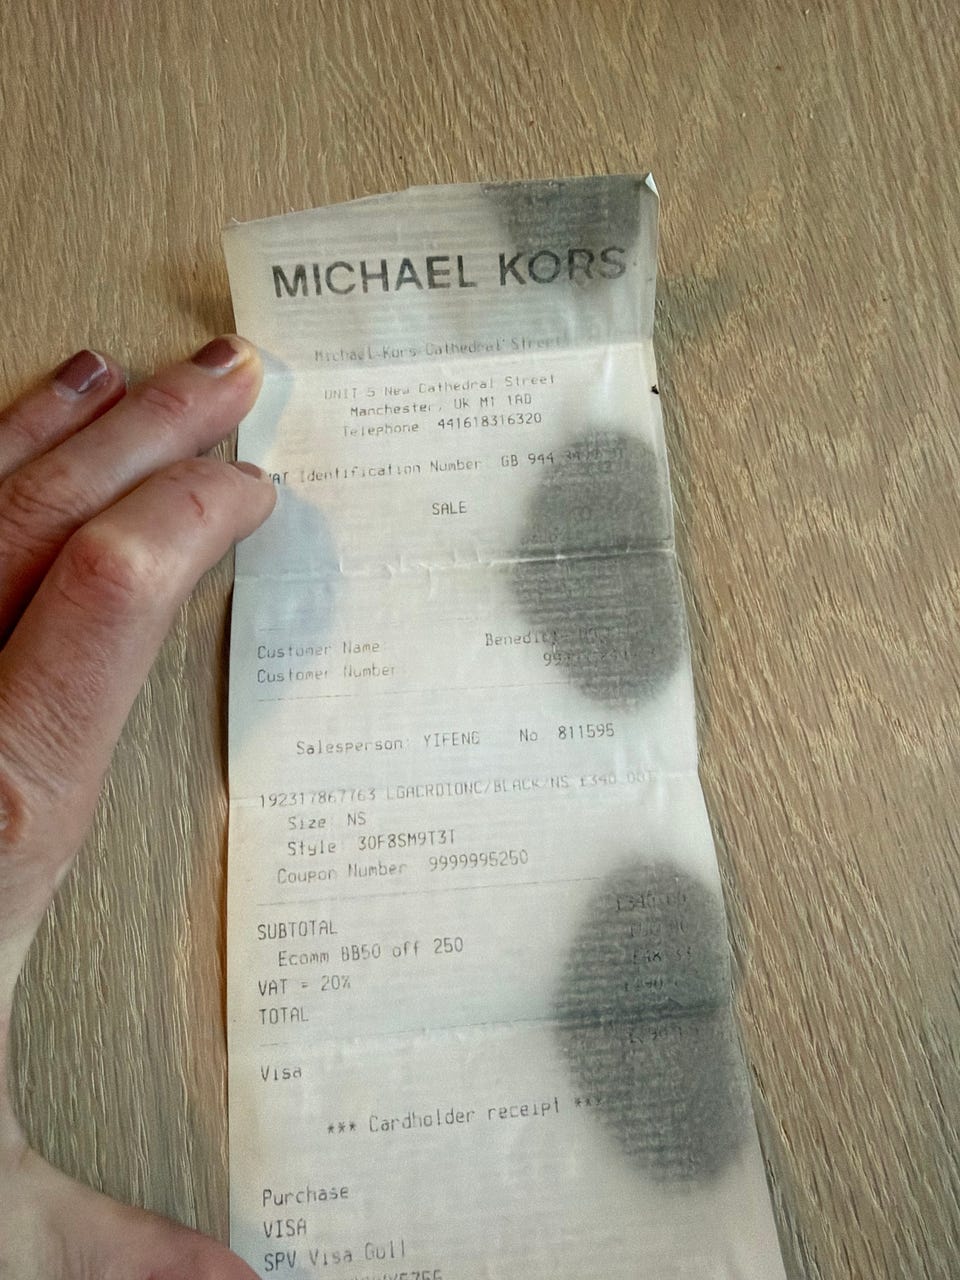 MICHAEL KORS
Michael Kors Cathedral Street
UNIT 5 New Cathedral Street
Manchester, UK M1 1AD
Telephone 441618316320
VAT Identification Number GB 944
SALE
Customer Name
Customer Number
Salesperson: YIFENG No. 811595
192317867763 LGACRDIONC/BLACK/NS £340.00T
Size NS
Style 30F8SM9T3T
Coupon Number 9999995250
SUBTOTAL £340.00
Ecomm BB50 off 250
VAT = 20%
TOTAL
Visa
*** Cardholder receipt ***
Purchase
VISA
SPV Visa Gull